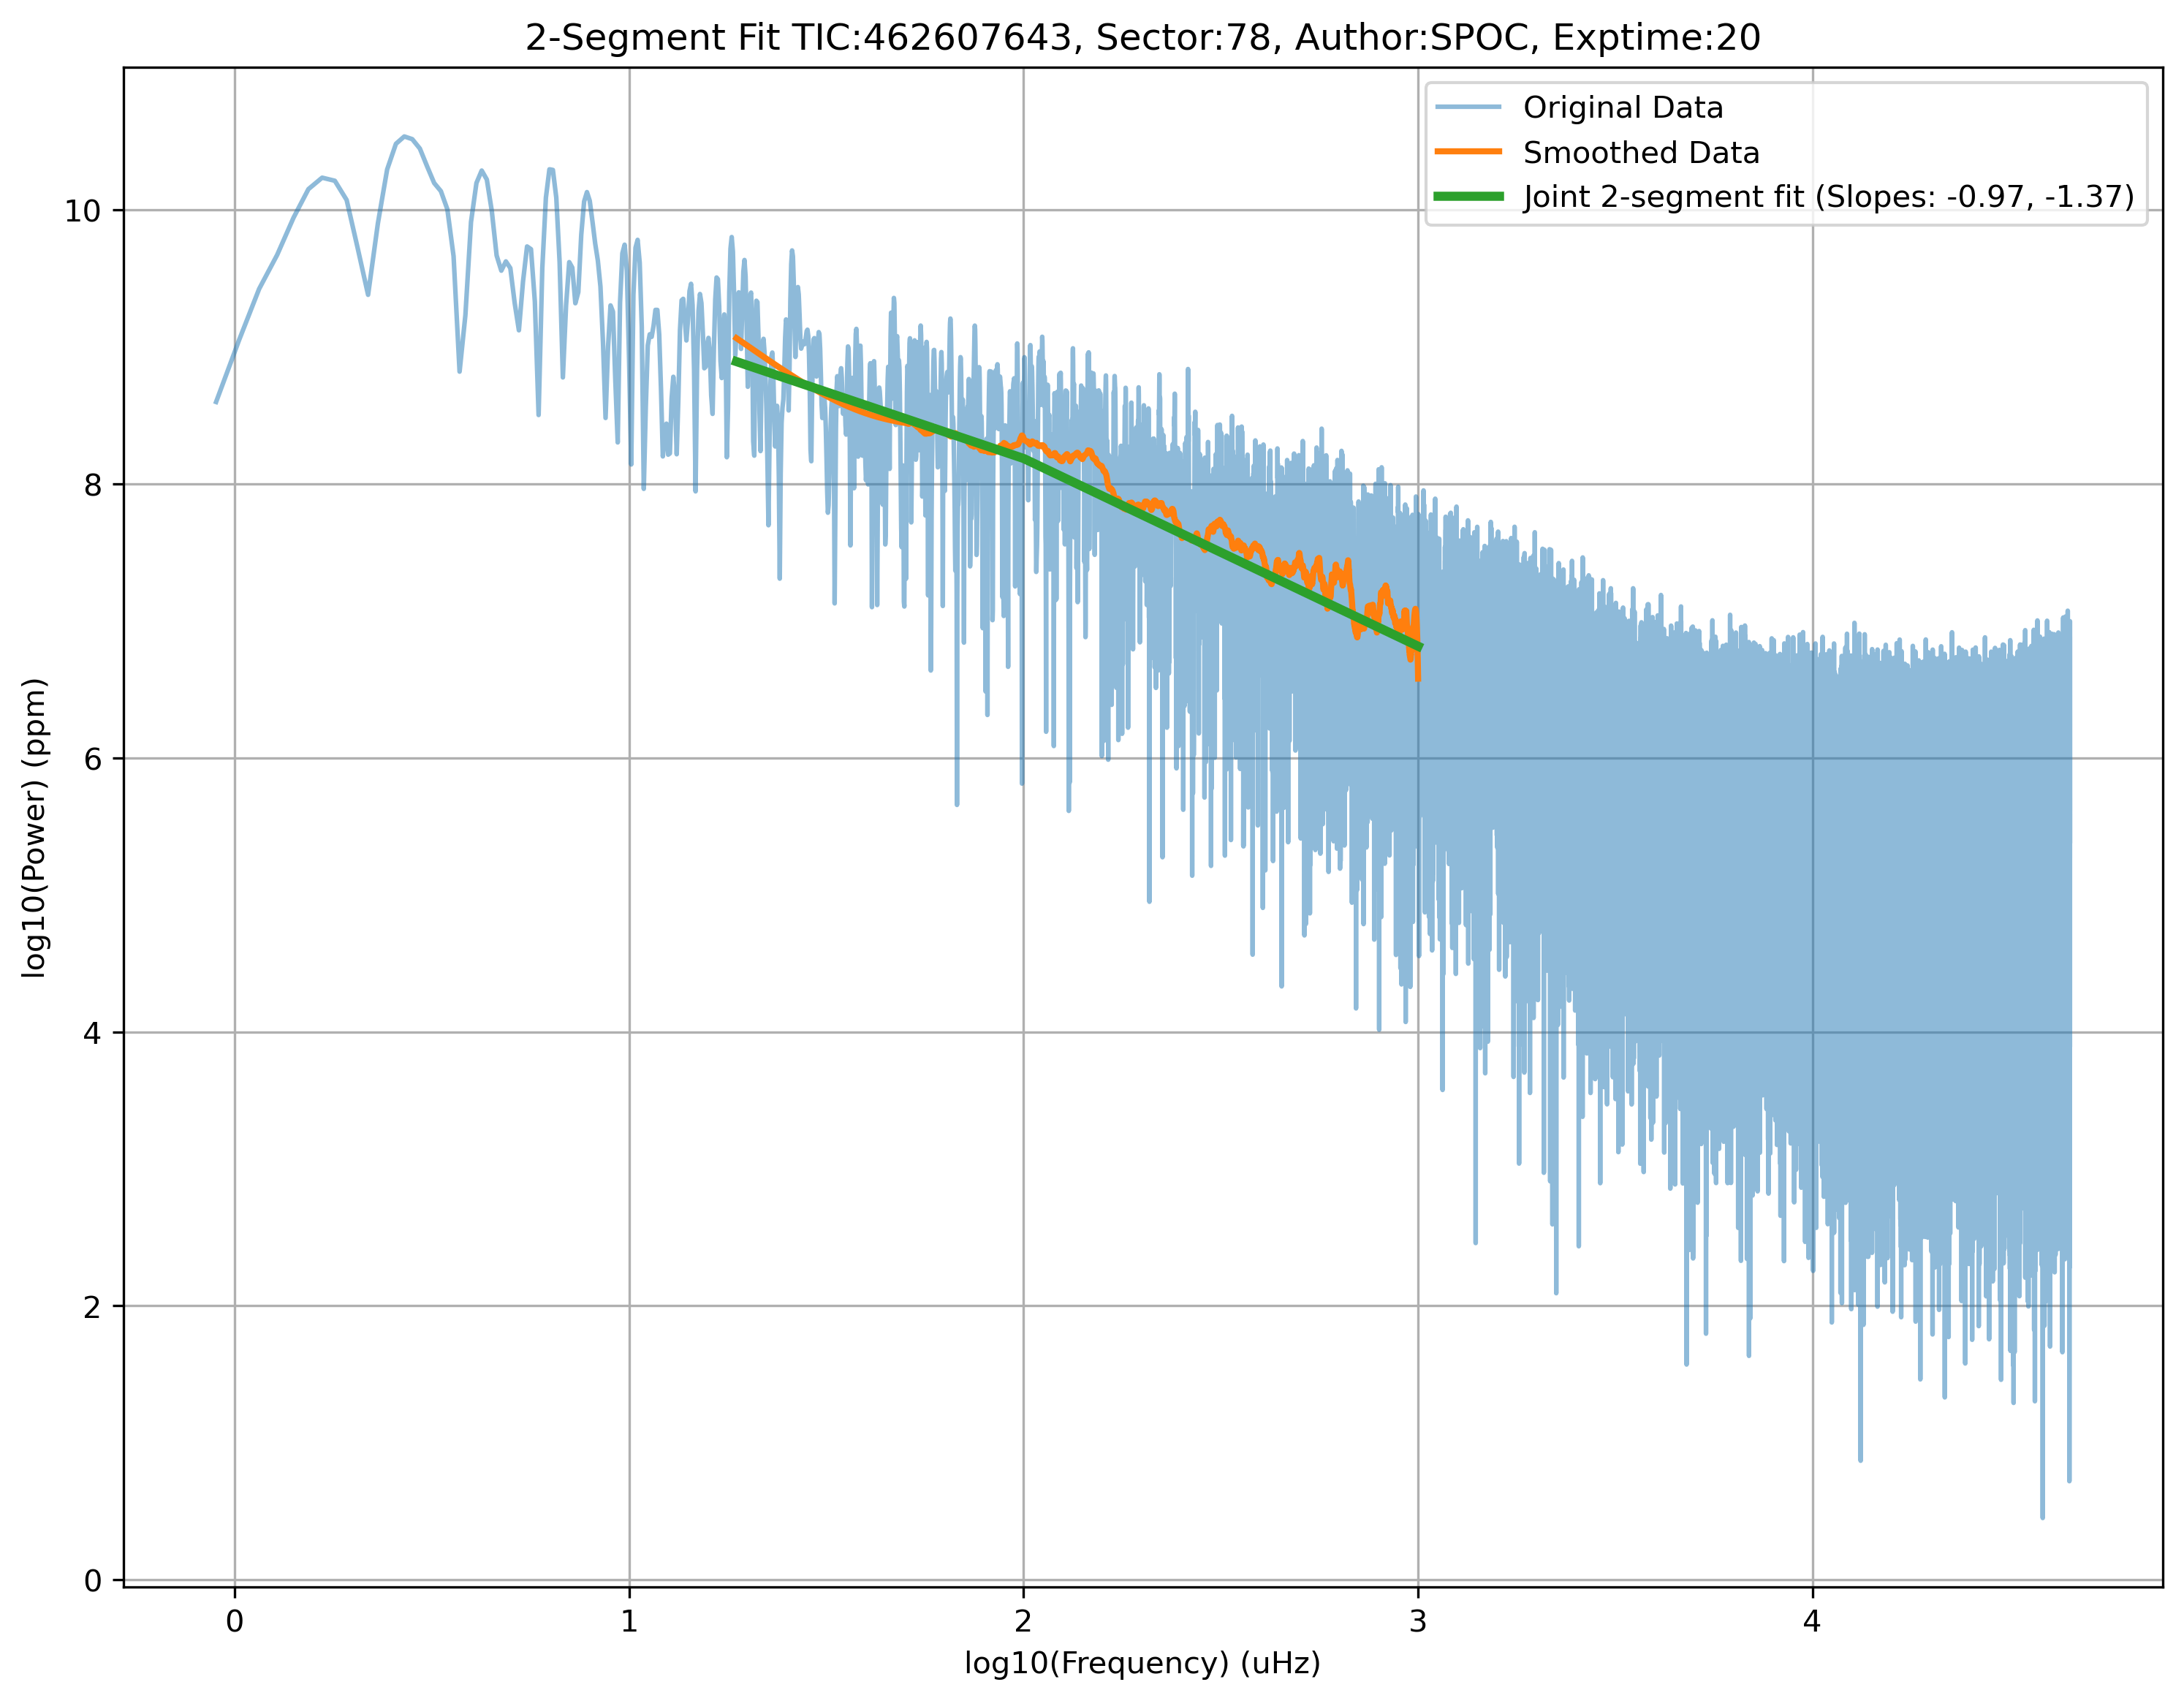 2-Segment Fit TIC:462607643, Sector:78, Author:SPOC, Exptime:20
Original Data
Smoothed Data
Joint 2-segment fit (Slopes: -0.97, -1.37)
log10(Power) (ppm)
10
8
6
4
2
0
0 1 2 3 4
log10(Frequency) (uHz)